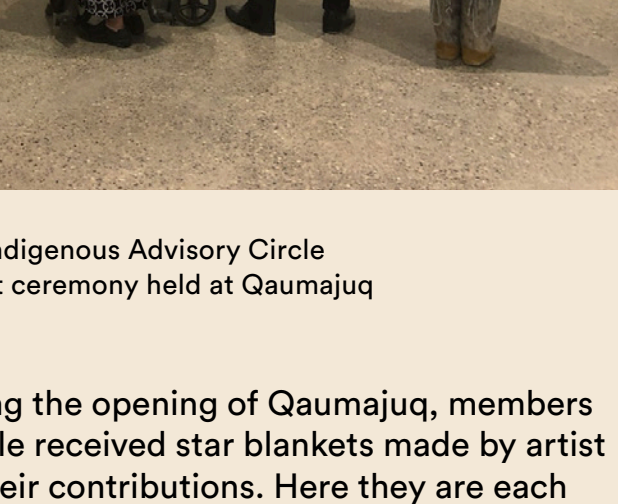 ndigenous Advisory Circle
t ceremony held at Qaumajuq
ng the opening of Qaumajuq, members
le received star blankets made by artist
eir contributions. Here they are each